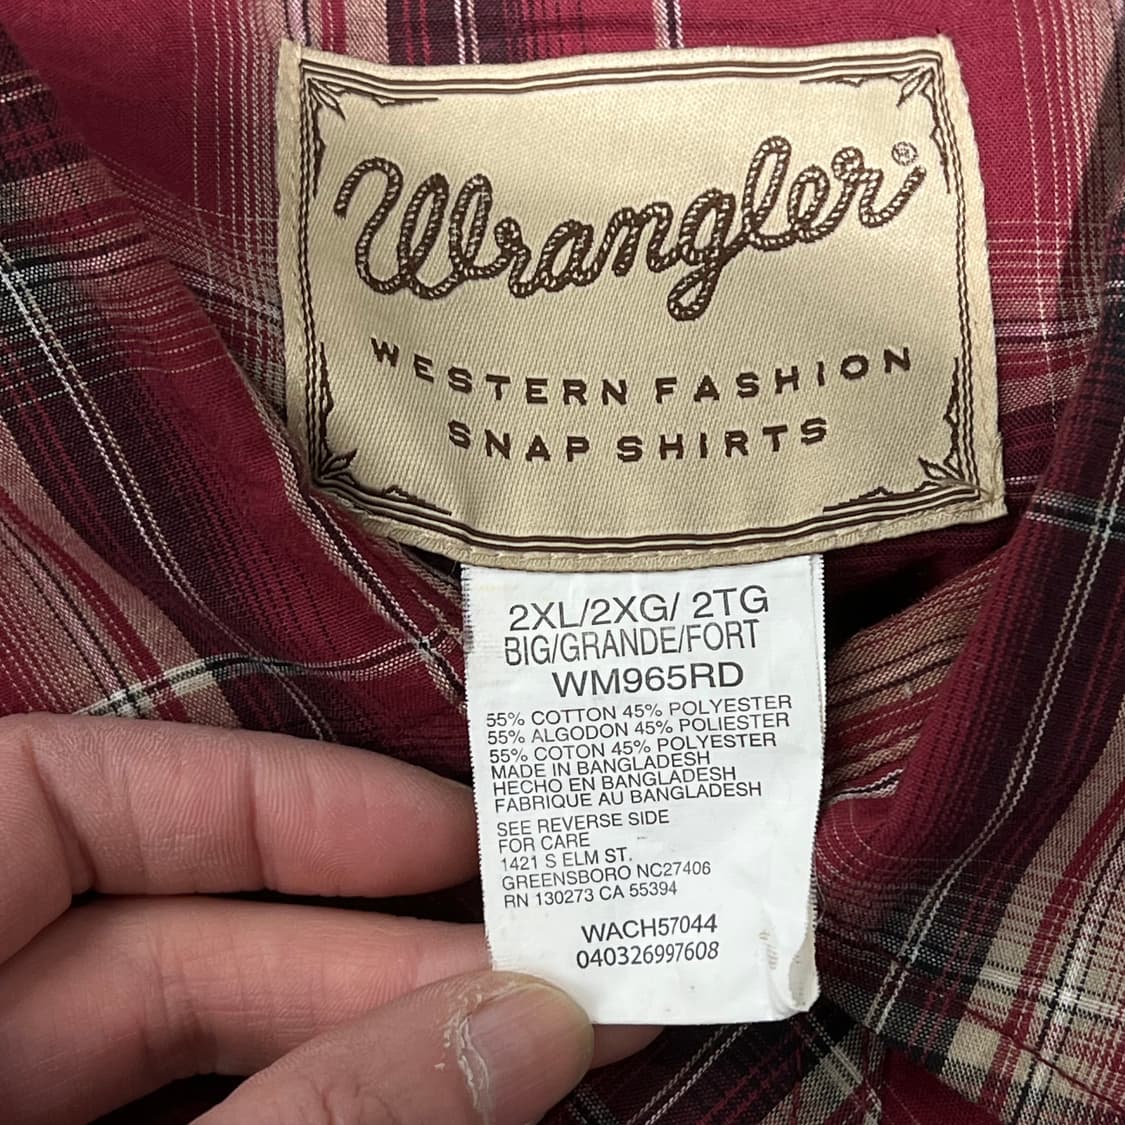 Wrangler®
WESTERN FASHION
SNAP SHIRTS
2XL/2XG/ 2TG
BIG/GRANDE/FORT
WM965RD
55% COTTON 45% POLYESTER
55% ALGODON 45% POLIESTER
55% COTON 45% POLYESTER
MADE IN BANGLADESH
HECHO EN BANGLADESH
FABRIQUE AU BANGLADESH
SEE REVERSE SIDE
FOR CARE
1421 S ELM ST.
GREENSBORO NC27406
RN 130273 CA 55394
WACH57044
040326997608